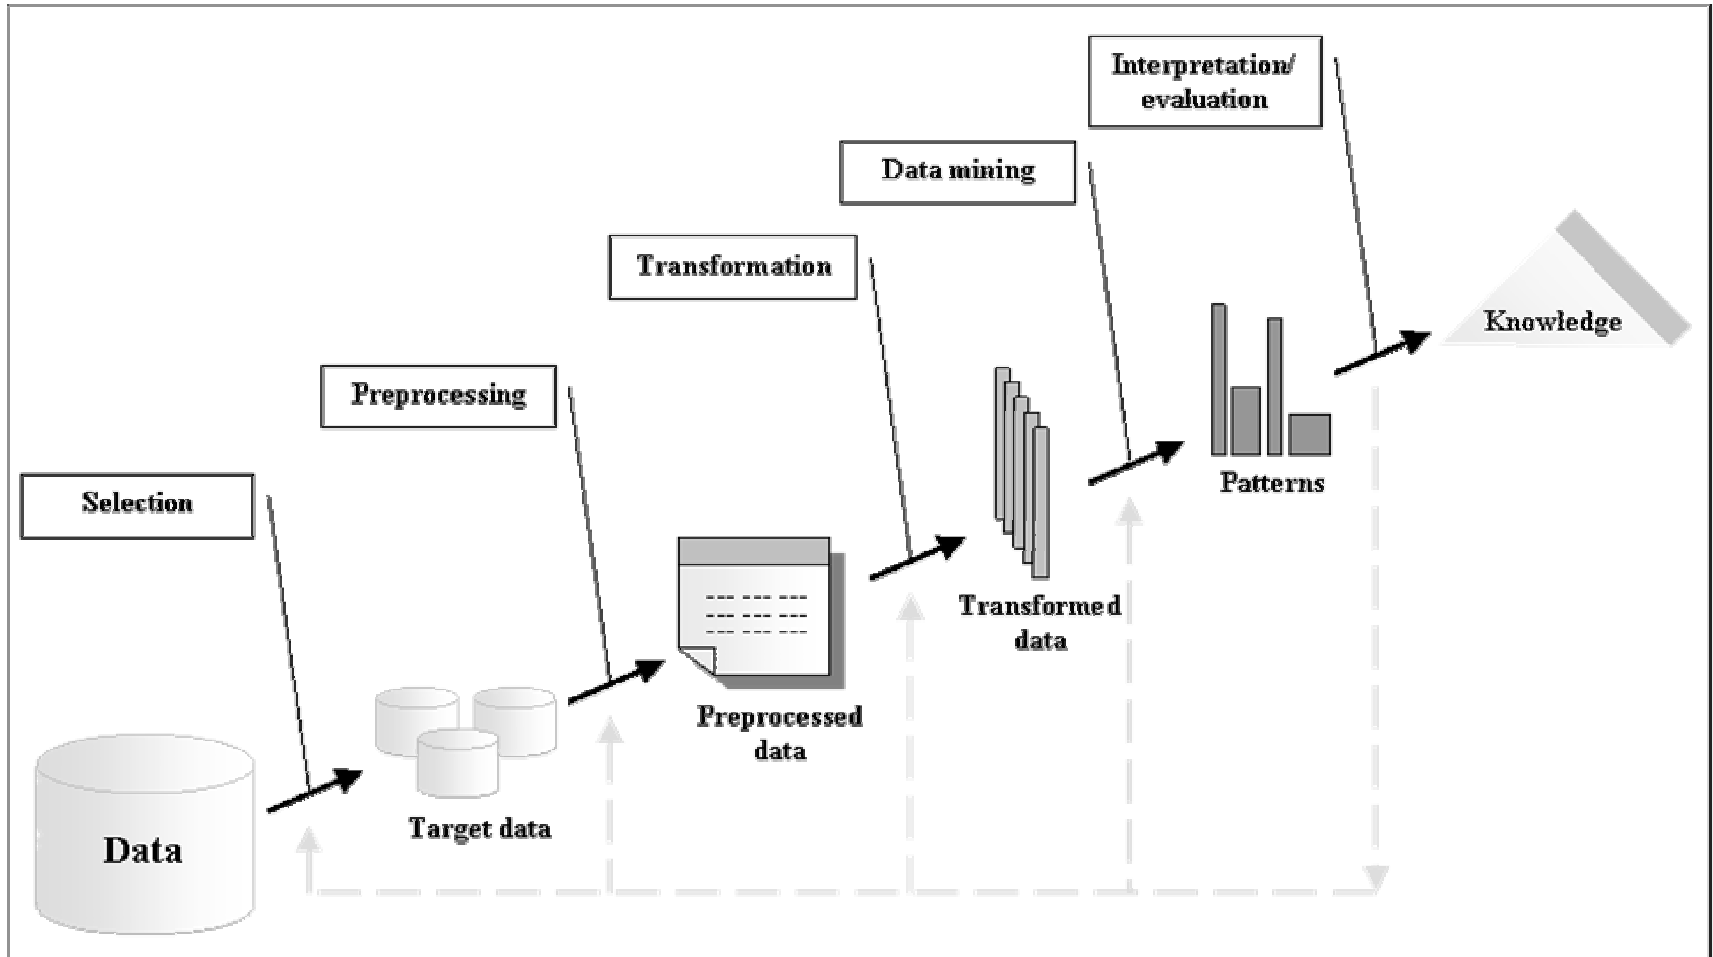 Interpretation/
evaluation
Data mining
Transformation
Knowledge
Preprocessing
Patterns
Selection
Transformed
data
Preprocessed
data
Target data
Data